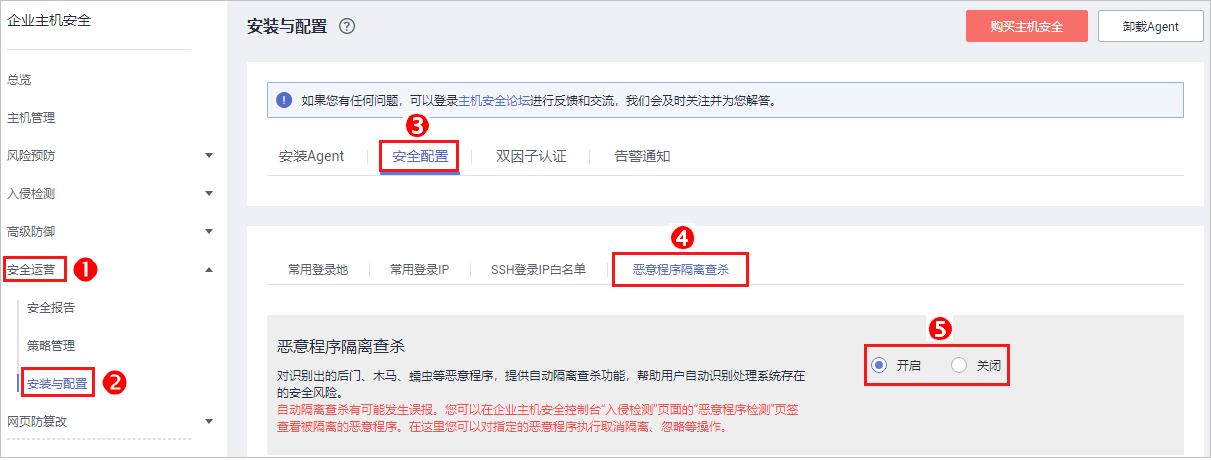 企业主机安全
总览
主机管理
风险预防
入侵检测
高级防御
安全运营
1
安全报告
策略管理
安装与配置
2
网页防篡改
安装与配置 ?
购买主机安全
卸载Agent
! 如果您有任何问题，可以登录主机安全论坛进行反馈和交流，我们会及时关注并为您解答。
3
安装Agent
安全配置
双因子认证
告警通知
4
常用登录地
常用登录IP
SSH登录IP白名单
恶意程序隔离查杀
5
恶意程序隔离查杀
对识别出的后门、木马、蠕虫等恶意程序，提供自动隔离查杀功能，帮助用户自动识别处理系统存在
的安全风险。
自动隔离查杀有可能发生误报。您可以在企业主机安全控制台“入侵检测”页面的“恶意程序检测”页签
查看被隔离的恶意程序。在这里您可以对指定的恶意程序执行取消隔离、忽略等操作。
开启
关闭